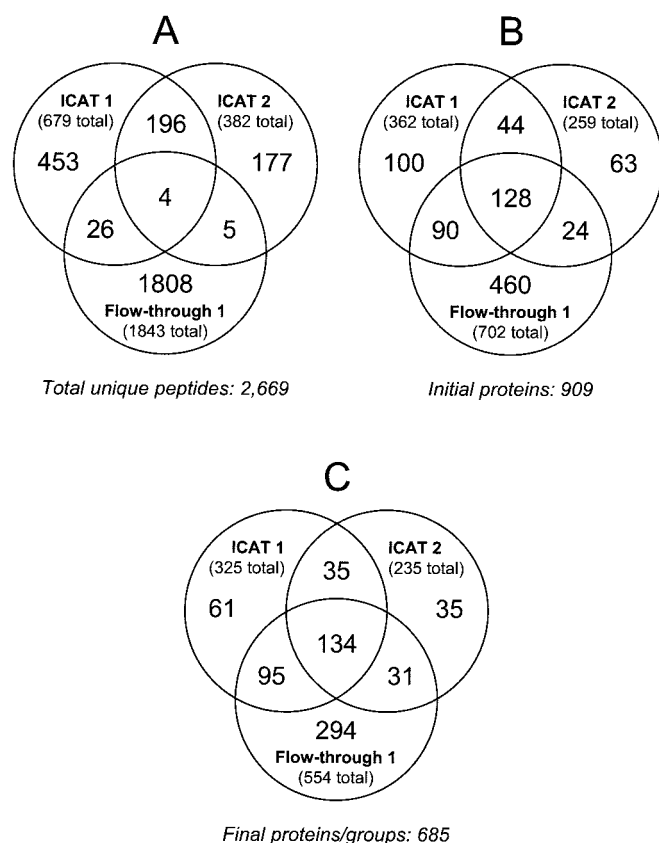 A
ICAT 1
(679 total)
ICAT 2
(382 total)
196
453
177
4
26
5
1808
Flow-through 1
(1843 total)
Total unique peptides: 2,669
B
ICAT 1
(362 total)
ICAT 2
(259 total)
44
100
63
128
90
24
460
Flow-through 1
(702 total)
Initial proteins: 909
C
ICAT 1
(325 total)
ICAT 2
(235 total)
35
61
35
134
95
31
294
Flow-through 1
(554 total)
Final proteins/groups: 685